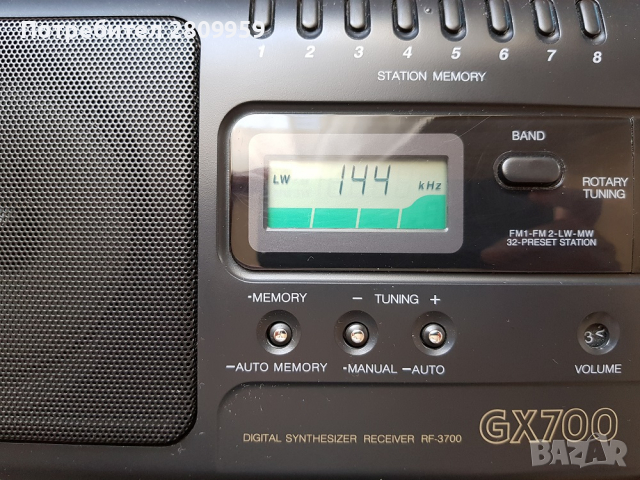 Потребител 2809959
1 2 3 4 5 6 7 8
STATION MEMORY
BAND
LW 144 kHz
ROTARY
TUNING
FM1-FM2-LW-MW
32-PRESET STATION
•MEMORY
− TUNING +
−AUTO MEMORY
•MANUAL −AUTO
3
VOLUME
DIGITAL SYNTHESIZER RECEIVER RF-3700
GX700
BAZAR